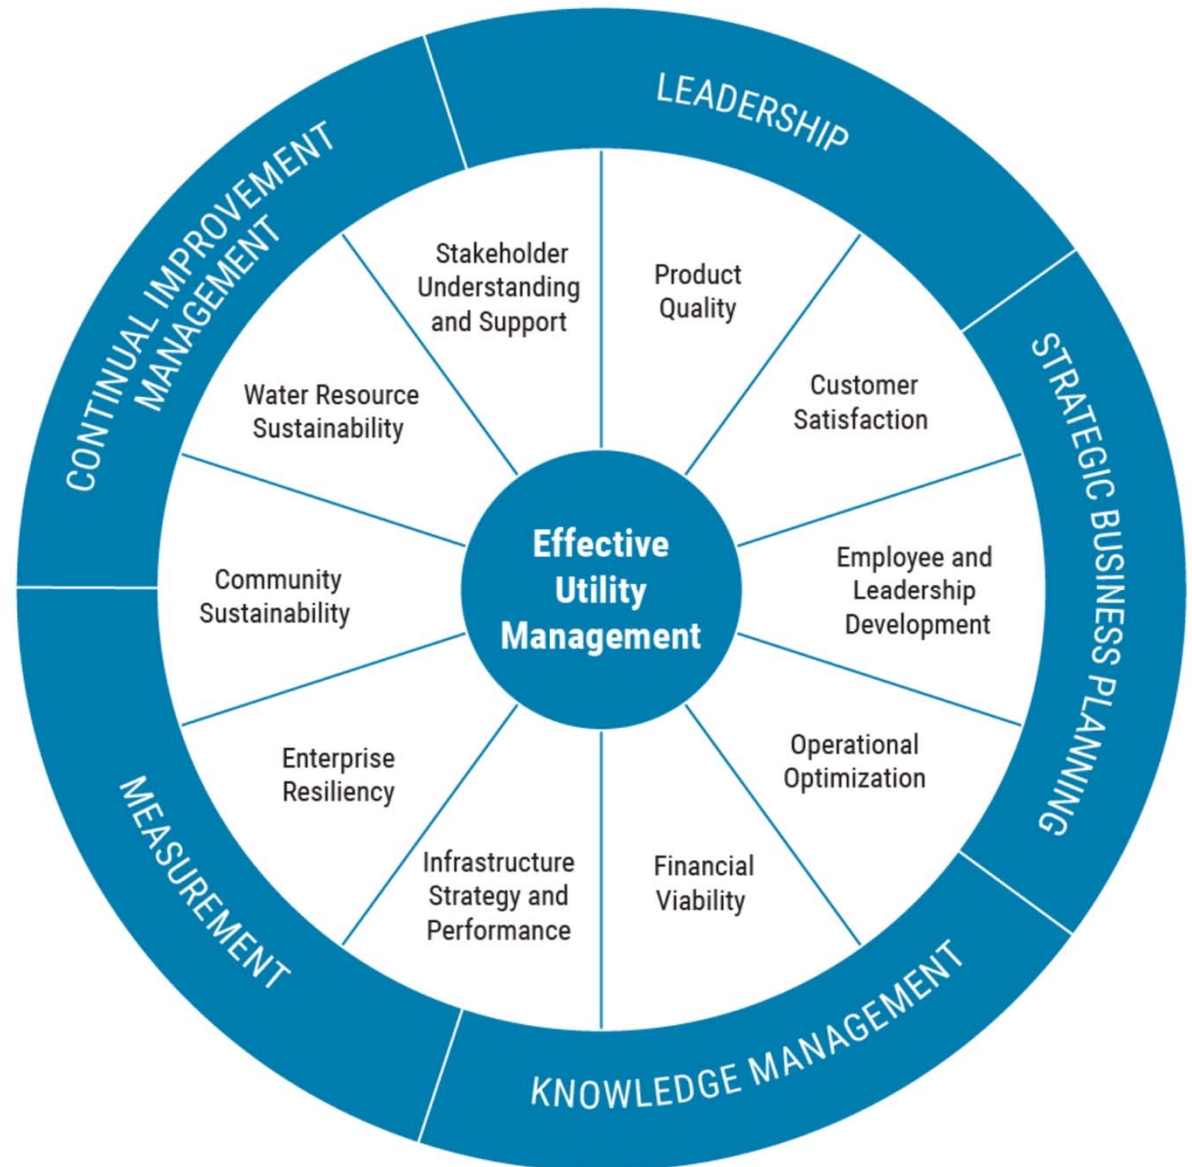 LEADERSHIP
STRATEGIC BUSINESS PLANNING
KNOWLEDGE MANAGEMENT
MEASUREMENT
CONTINUAL IMPROVEMENT
MANAGEMENT
Product
Quality
Customer
Satisfaction
Employee and
Leadership
Development
Operational
Optimization
Financial
Viability
Infrastructure
Strategy and
Performance
Enterprise
Resiliency
Community
Sustainability
Water Resource
Sustainability
Stakeholder
Understanding
and Support
Effective
Utility
Management